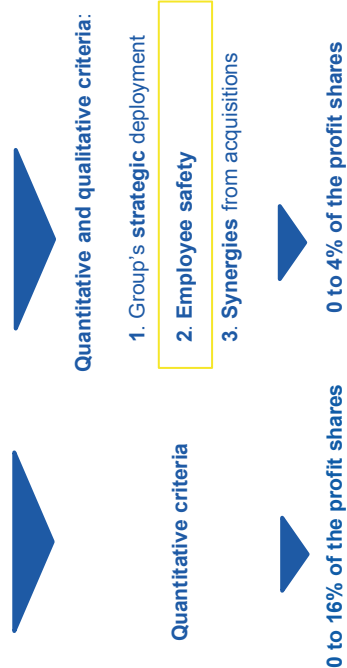 Quantitative criteria
0 to 16% of the profit shares
Quantitative and qualitative criteria:
1. Group's strategic deployment
2. Employee safety
3. Synergies from acquisitions
0 to 4% of the profit shares